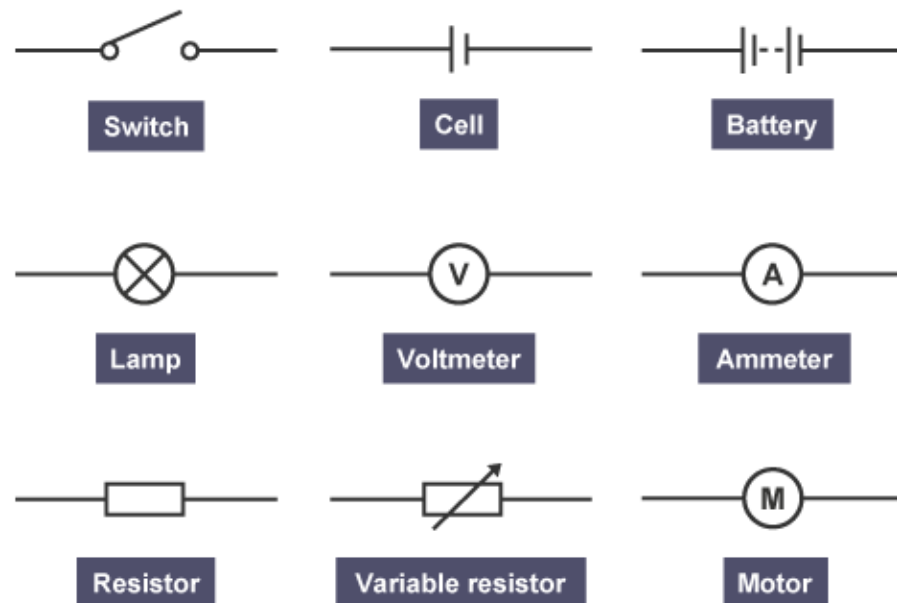 Switch
Cell
Battery
V
A
Lamp
Voltmeter
Ammeter
M
Resistor
Variable resistor
Motor